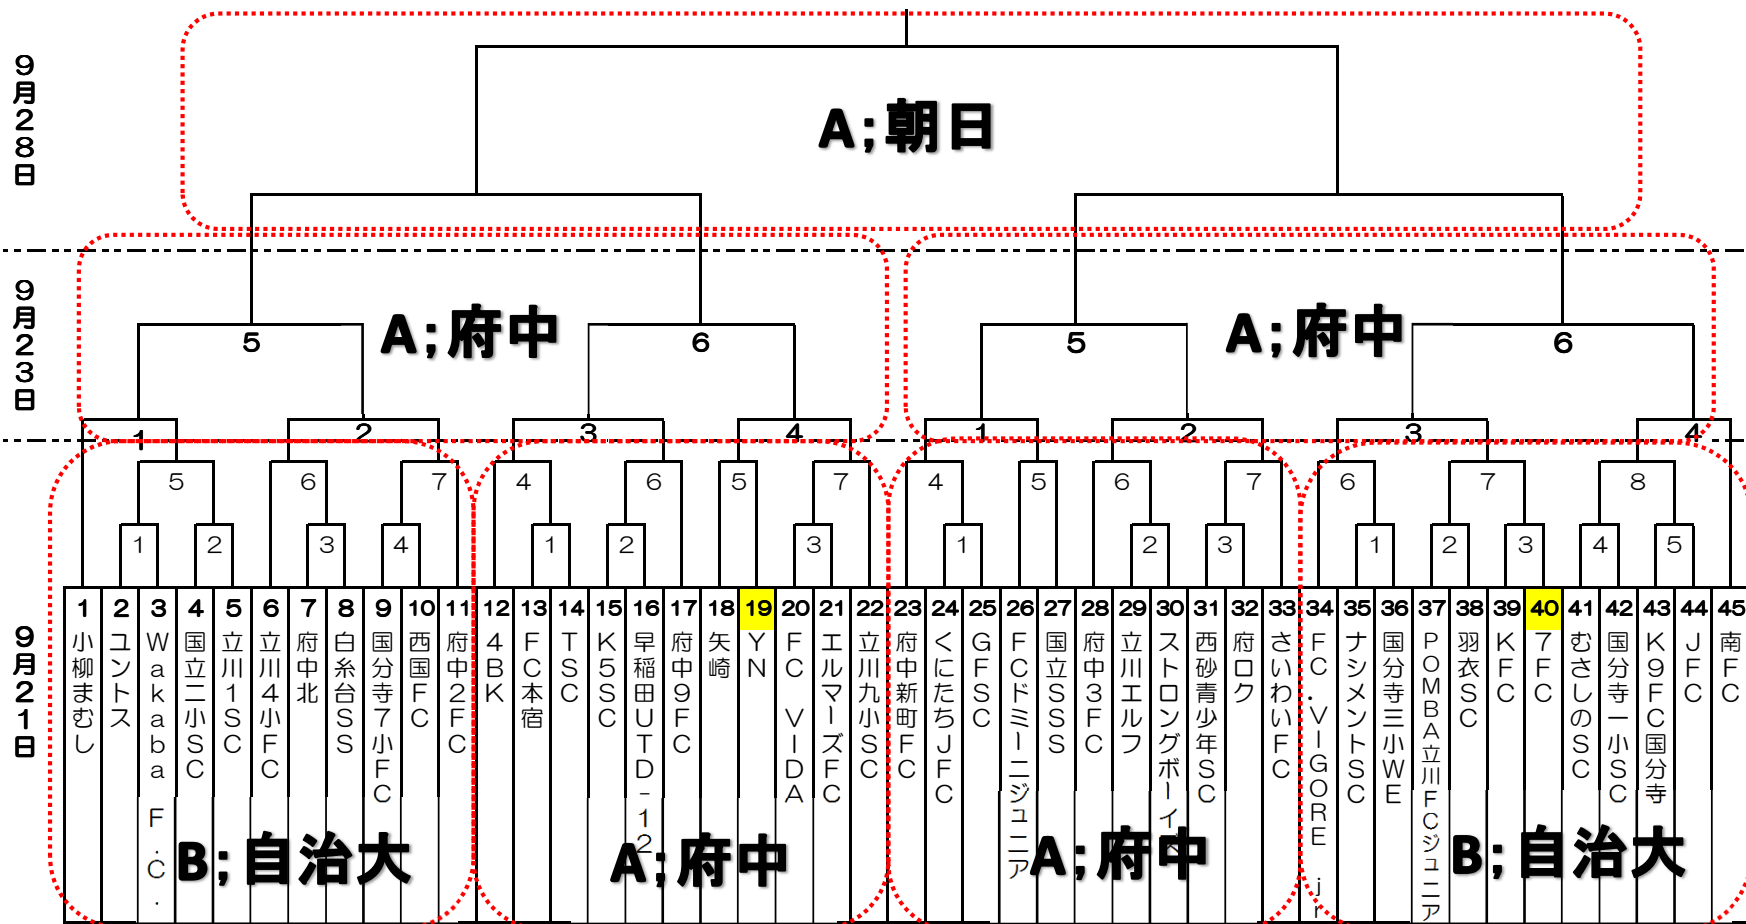 9月28日
A;朝日
9月23日
5
A;府中
6
5
A;府中
6
1
2
3
4
1
2
3
4
5
6
7
4
6
5
7
4
5
6
7
6
7
8
1
2
3
4
1
2
3
1
2
3
1
2
3
4
5
9月21日
1 小柳まむし
2 ユントス
3 Wakaba F.C.
4 国立二小SC
5 立川1SC
6 立川4小FC
7 府中北
8 白糸台SS
9 国分寺7小FC
10 西国FC
11 府中2FC
12 4BK
13 FC本宿
14 TSC
15 K5SC
16 早稲田UTD-12
17 府中9FC
18 矢崎
19 YN
20 FC VIDA
21 エルマーズFC
22 立川九小SC
23 府中新町FC
24 くにたちJFC
25 GFSC
26 FCドミーニジュニア
27 国立SSS
28 府中3FC
29 立川エルフ
30 ストロングボーイズ
31 西砂青少年SC
32 府ロク
33 さいわいFC
34 FC.VIGORE jr
35 ナシメントSC
36 国分寺三小WE
37 POMBA立川FCジュニア
38 羽衣SC
39 KFC
40 7FC
41 むさしのSC
42 国分寺一小SC
43 K9FC国分寺
44 JFC
45 南FC
B;自治大
A;府中
A;府中
B;自治大